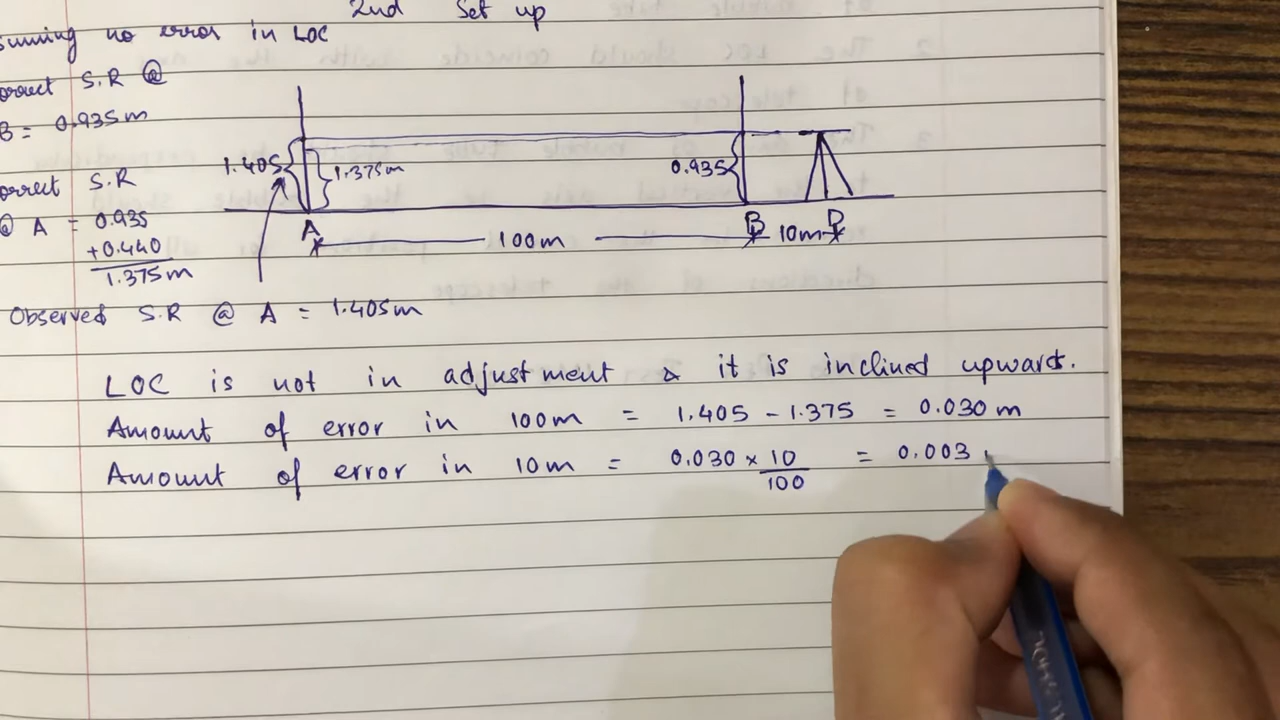 2nd Set up
suming no error in LOC
orrect S.R @
B = 0.935m
orrect S.R
@ A = 0.935
+0.440
1.375m
1.405
1.375m
0.935
A
100m
B
10m
D
Observed S.R @ A = 1.405m
LOC is not in adjustment & it is inclined upwards.
Amount of error in 100m = 1.405 - 1.375 = 0.030 m
Amount of error in 10m = 0.030 × 10/100 = 0.003